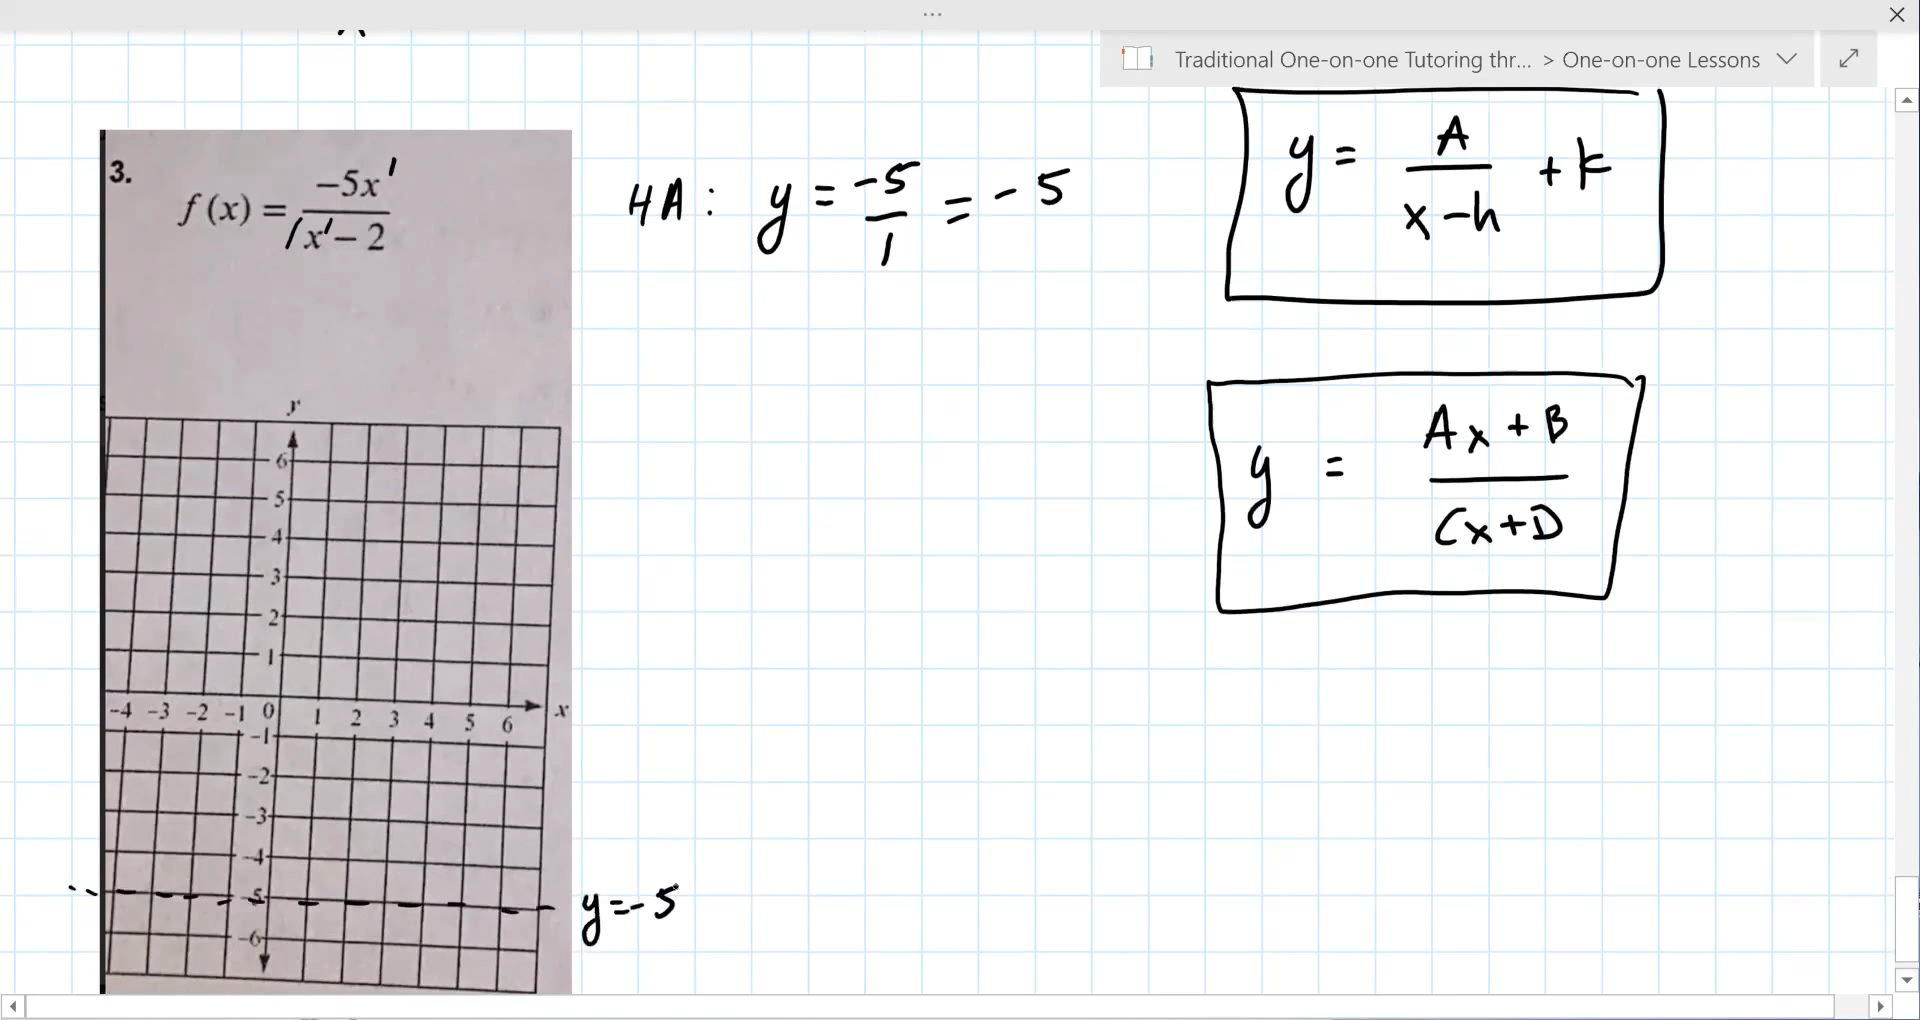 ...
Traditional One-on-one Tutoring thr... > One-on-one Lessons
3.
f(x) = -5x' / 1x' - 2
HA: y = -5/1 = -5
y = A/(x-h) + k
y = (Ax + B)/(Cx + D)
y
6
5
4
3
2
1
-4 -3 -2 -1 0 1 2 3 4 5 6 x
-1
-2
-3
-4
-5
y = -5
-6